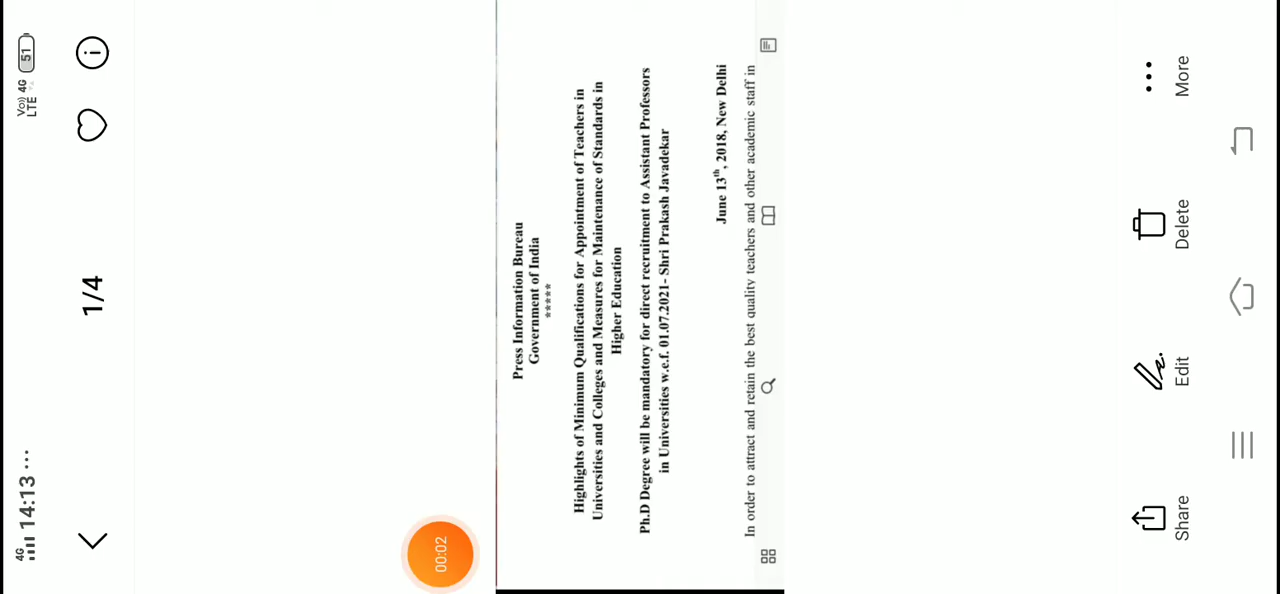 14:13
4G
Vo)) 4G
LTE
51
1/4
00:02
Press Information Bureau
Government of India
*****
Highlights of Minimum Qualifications for Appointment of Teachers in
Universities and Colleges and Measures for Maintenance of Standards in
Higher Education
Ph.D Degree will be mandatory for direct recruitment to Assistant Professors
in Universities w.e.f. 01.07.2021- Shri Prakash Javadekar
June 13th, 2018, New Delhi
In order to attract and retain the best quality teachers and other academic staff in
Share
Edit
Delete
More